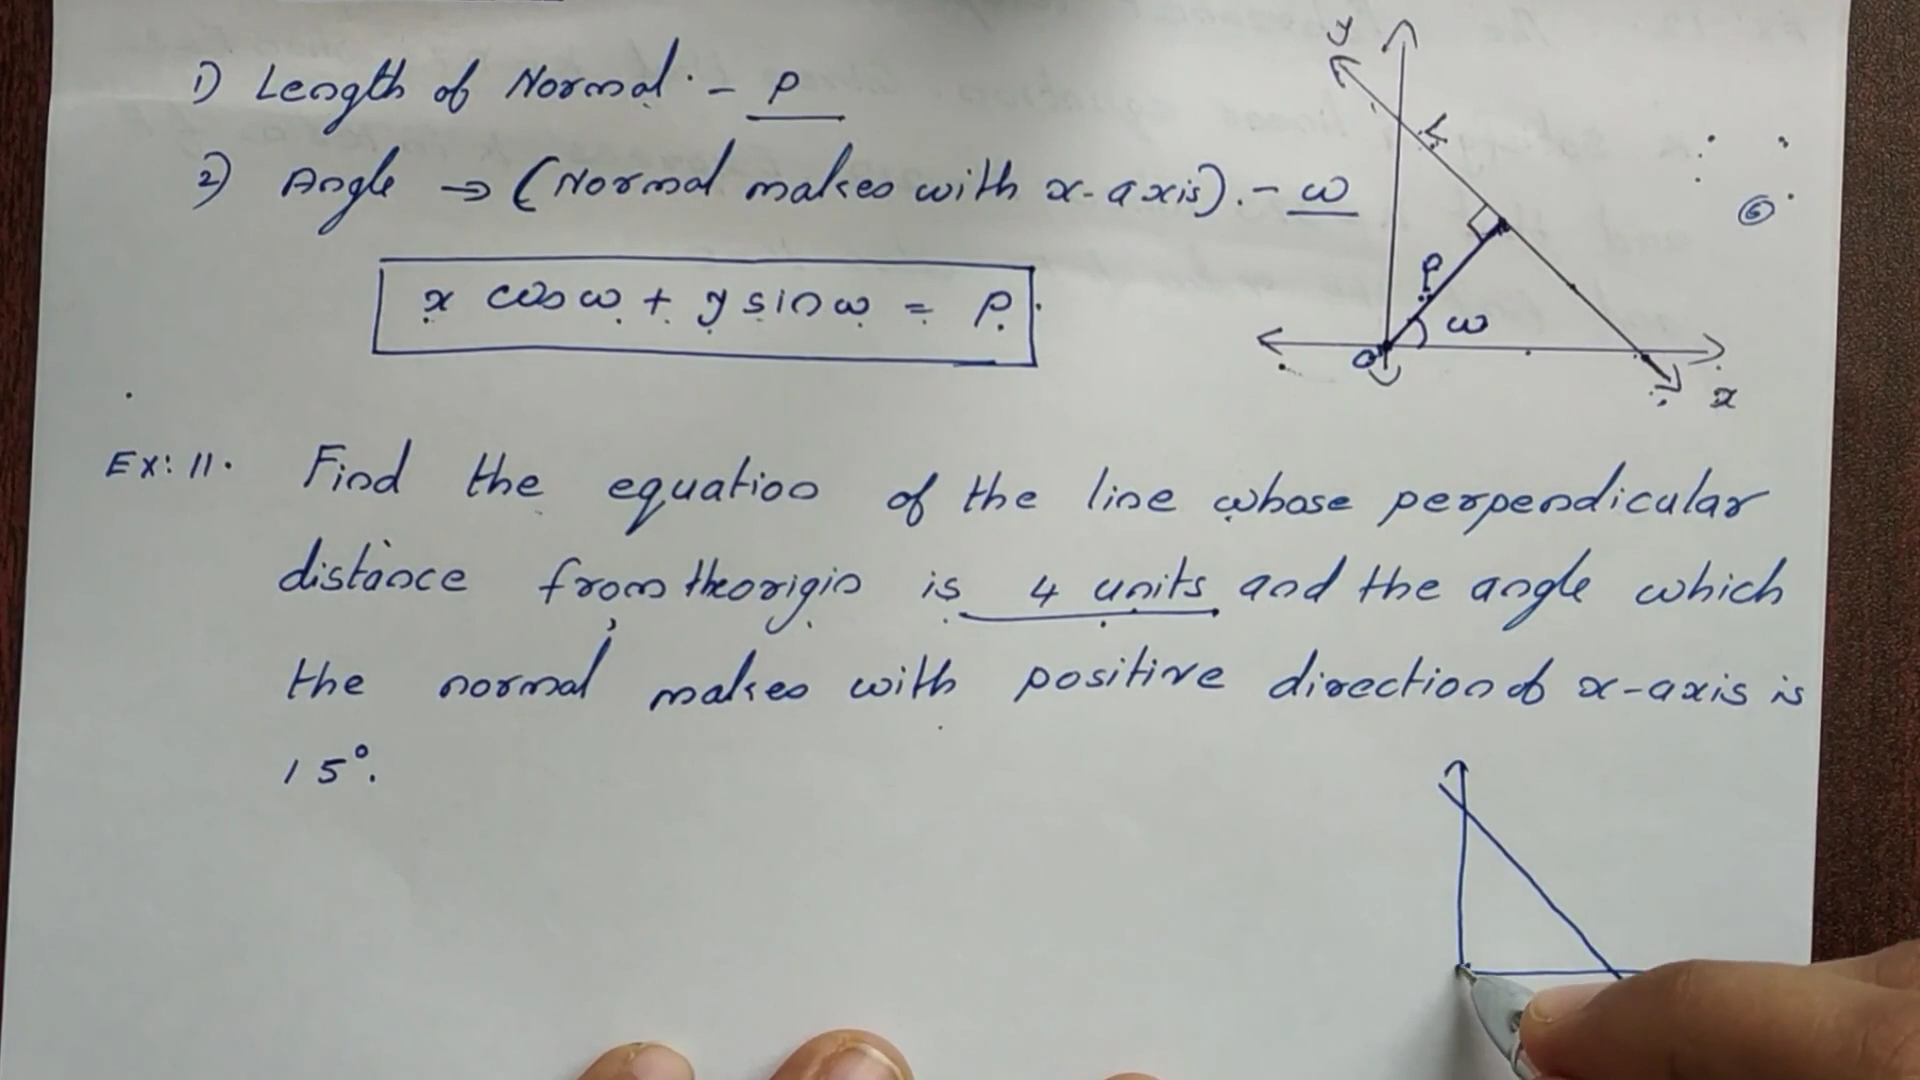 1) Length of Normal. - p
2) Angle → (Normal makes with x-axis). - ω
x cos ω + y sin ω = p.
y
L
p
ω
O
x
6
Ex: 11. Find the equation of the line whose perpendicular
distance from the origin is 4 units and the angle which
the normal makes with positive direction of x-axis is
15°.